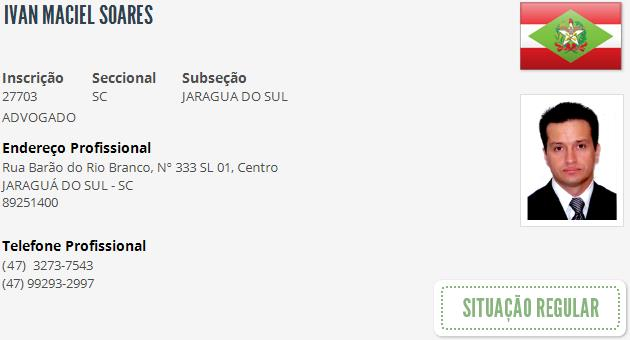 IVAN MACIEL SOARES
Inscrição Seccional Subseção
27703 SC JARAGUA DO SUL
ADVOGADO
Endereço Profissional
Rua Barão do Rio Branco, Nº 333 SL 01, Centro
JARAGUÁ DO SUL - SC
89251400
Telefone Profissional
(47) 3273-7543
(47) 99293-2997
SITUAÇÃO REGULAR